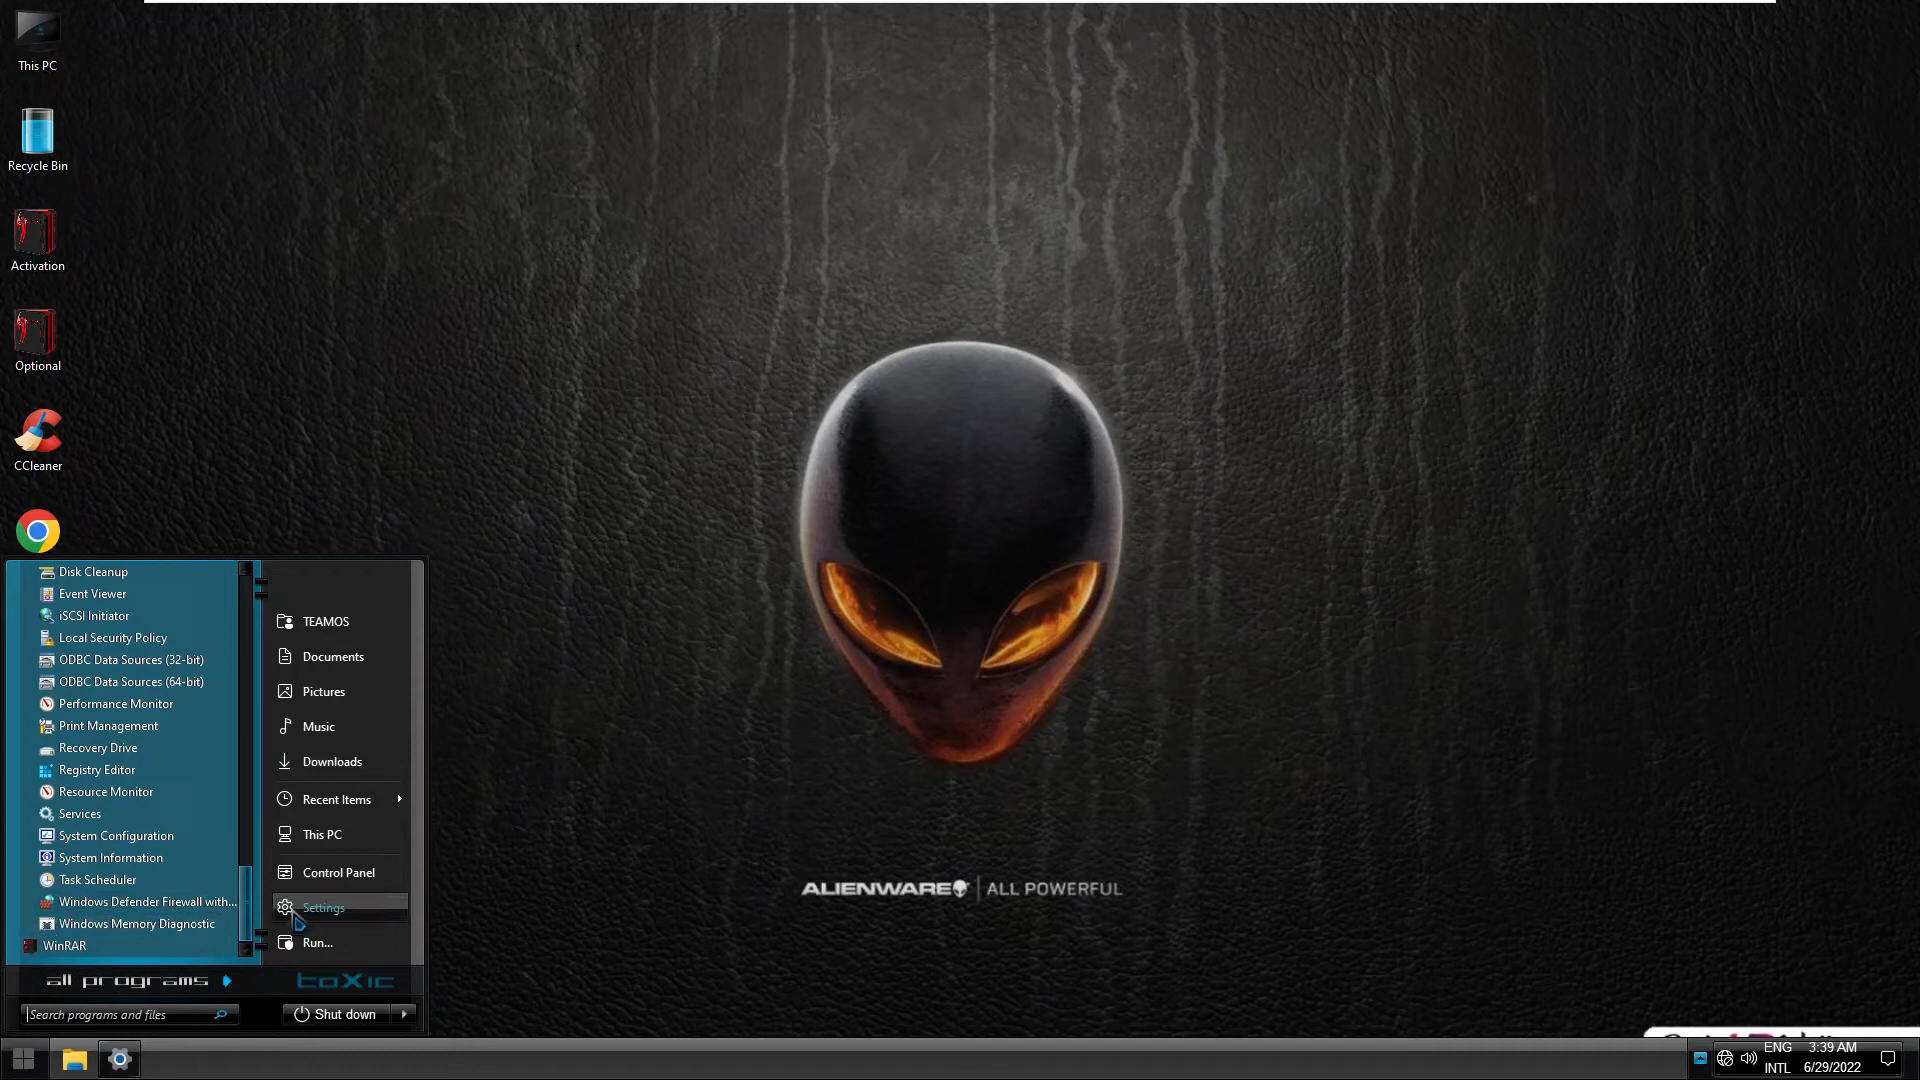 This PC
Recycle Bin
Activation
Optional
CCleaner
Disk Cleanup
Event Viewer
iSCSI Initiator
Local Security Policy
ODBC Data Sources (32-bit)
ODBC Data Sources (64-bit)
Performance Monitor
Print Management
Recovery Drive
Registry Editor
Resource Monitor
Services
System Configuration
System Information
Task Scheduler
Windows Defender Firewall with...
Windows Memory Diagnostic
WinRAR
all programs
Search programs and files
TEAMOS
Documents
Pictures
Music
Downloads
Recent Items
This PC
Control Panel
Settings
Run...
toXic
Shut down
ALIENWARE ALL POWERFUL
ENG
INTL
3:39 AM
6/29/2022